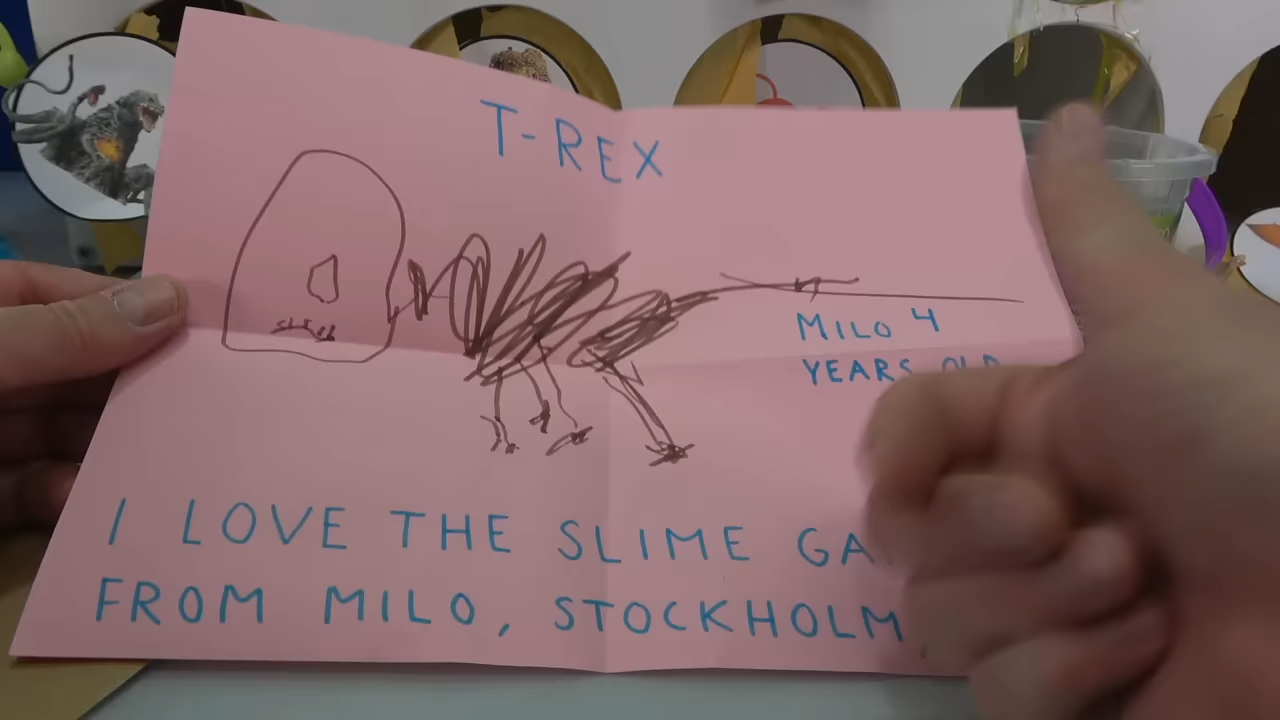 T-REX
MILO 4
YEARS
I LOVE THE SLIME
FROM MILO, STOCKHOLM